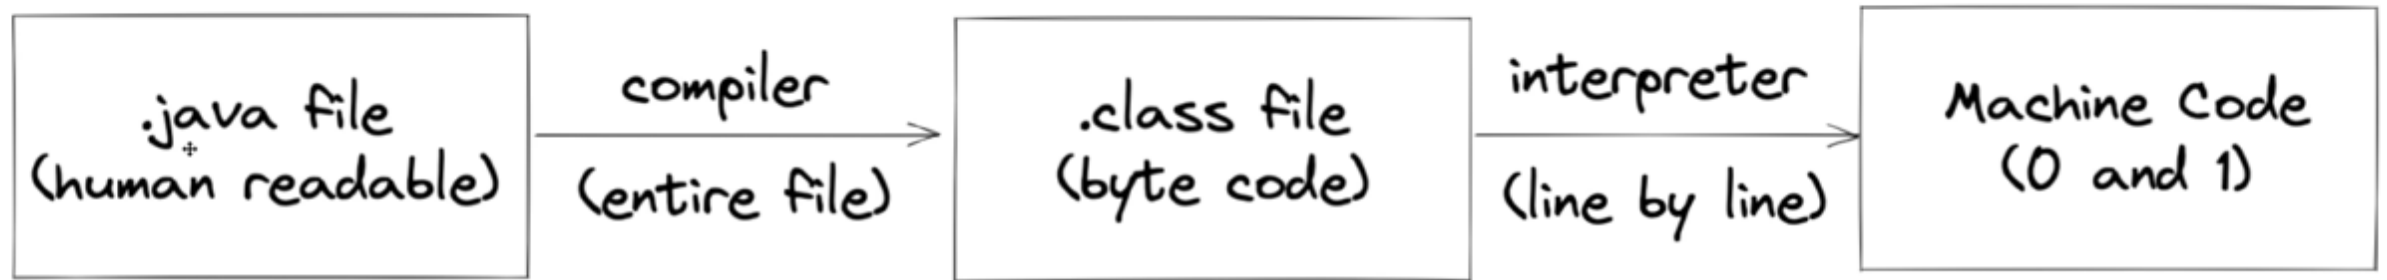 .java file
(human readable)
compiler
(entire file)
.class file
(byte code)
interpreter
(line by line)
Machine Code
(0 and 1)